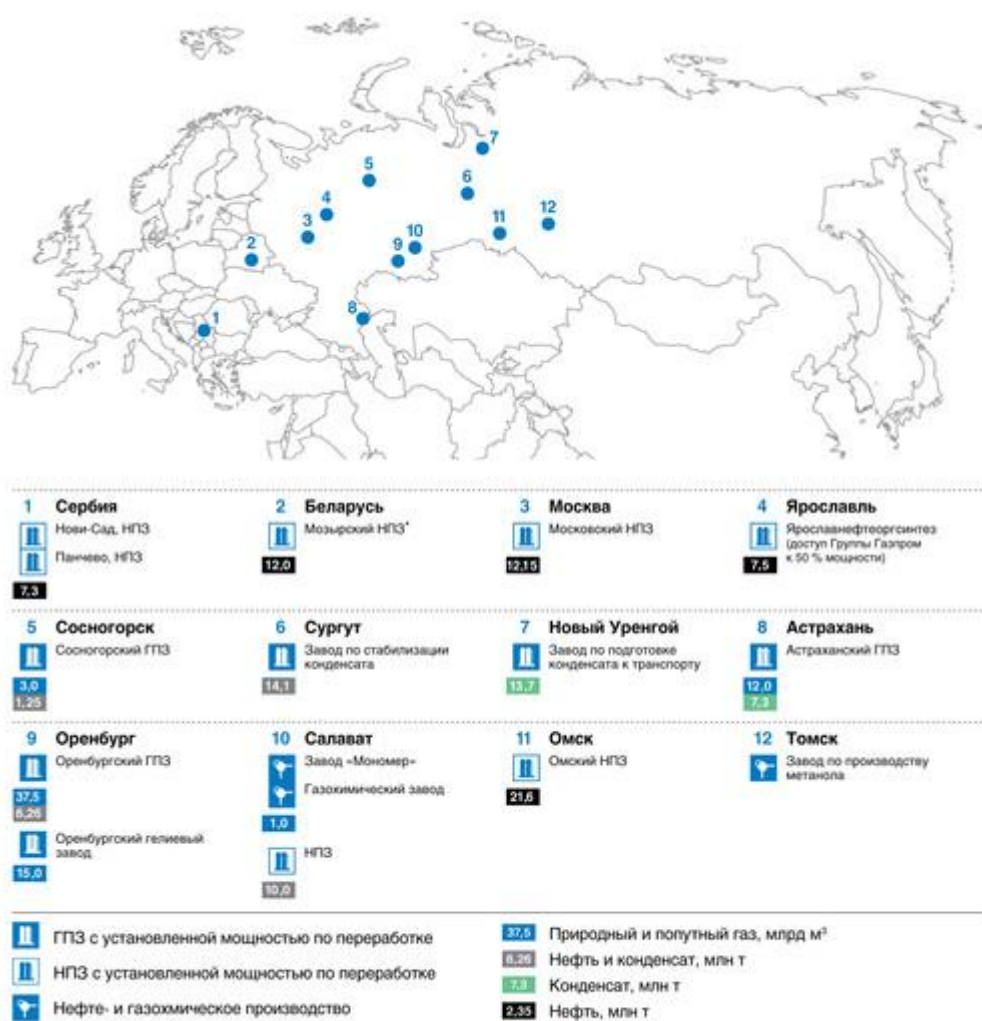 7
5
6
4
12
3
11
10
2
9
8
1
1 Сербия
Нови-Сад, НПЗ
Панчево, НПЗ
7,3
2 Беларусь
Мозырский НПЗ*
12,0
3 Москва
Московский НПЗ
12,15
4 Ярославль
Ярославнефтеоргсинтез
(доступ Группы Газпром
к 50 % мощности)
7,5
5 Сосногорск
Сосногорский ГПЗ
3,0
1,25
6 Сургут
Завод по стабилизации
конденсата
14,1
7 Новый Уренгой
Завод по подготовке
конденсата к транспорту
13,7
8 Астрахань
Астраханский ГПЗ
12,0
7,3
9 Оренбург
Оренбургский ГПЗ
37,5
6,26
Оренбургский гелиевый
завод
15,0
10 Салават
Завод «Мономер»
Газохимический завод
1,0
НПЗ
10,0
11 Омск
Омский НПЗ
21,6
12 Томск
Завод по производству
метанола
ГПЗ с установленной мощностью по переработке
НПЗ с установленной мощностью по переработке
Нефте- и газохмическое производство
37,5 Природный и попутный газ, млрд м³
6,26 Нефть и конденсат, млн т
7,3 Конденсат, млн т
2,35 Нефть, млн т